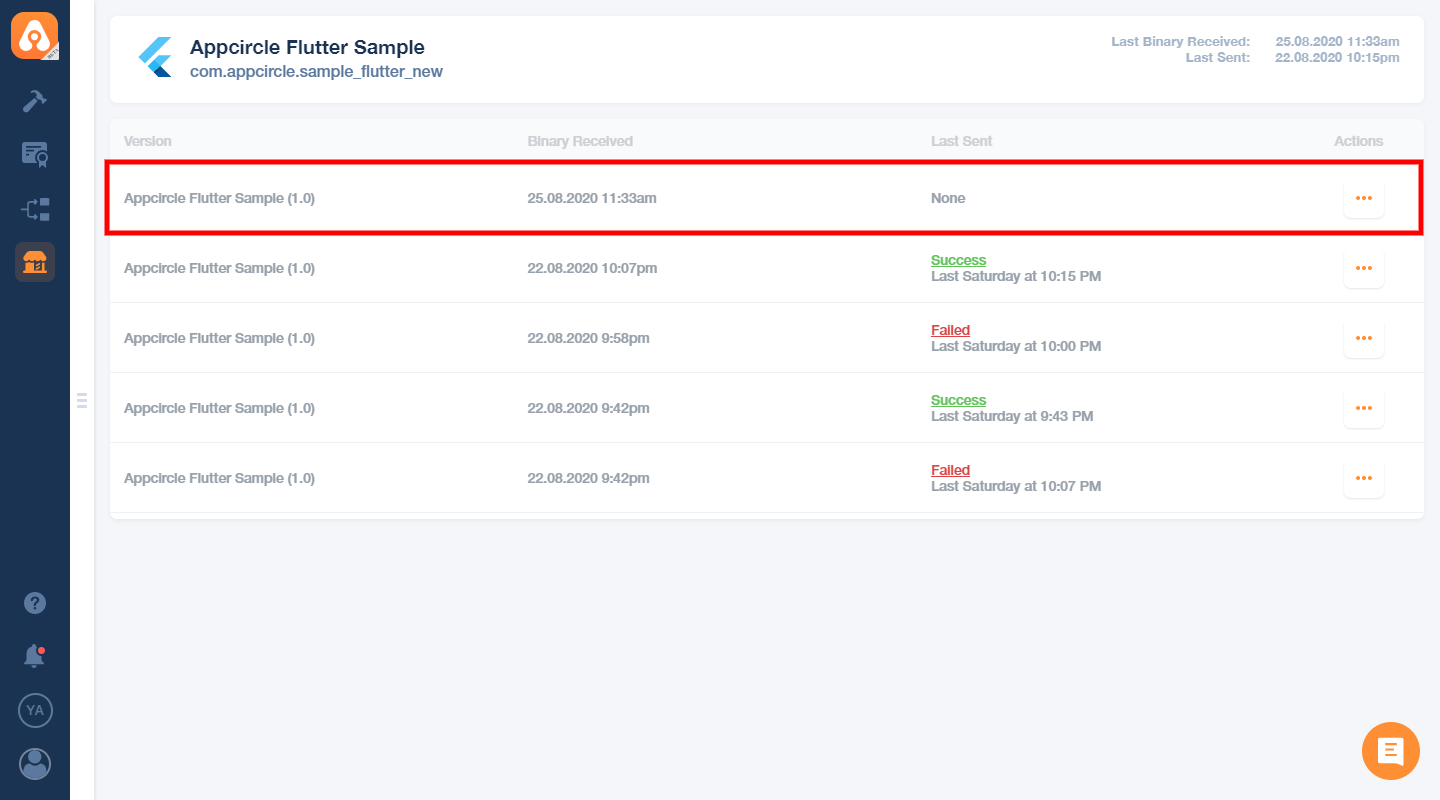 Appcircle Flutter Sample
com.appcircle.sample_flutter_new
Last Binary Received: 25.08.2020 11:33am
Last Sent: 22.08.2020 10:15pm
Version Binary Received Last Sent Actions
Appcircle Flutter Sample (1.0) 25.08.2020 11:33am None
Appcircle Flutter Sample (1.0) 22.08.2020 10:07pm Success
Last Saturday at 10:15 PM
Appcircle Flutter Sample (1.0) 22.08.2020 9:58pm Failed
Last Saturday at 10:00 PM
Appcircle Flutter Sample (1.0) 22.08.2020 9:42pm Success
Last Saturday at 9:43 PM
Appcircle Flutter Sample (1.0) 22.08.2020 9:42pm Failed
Last Saturday at 10:07 PM
BETA
?
YA